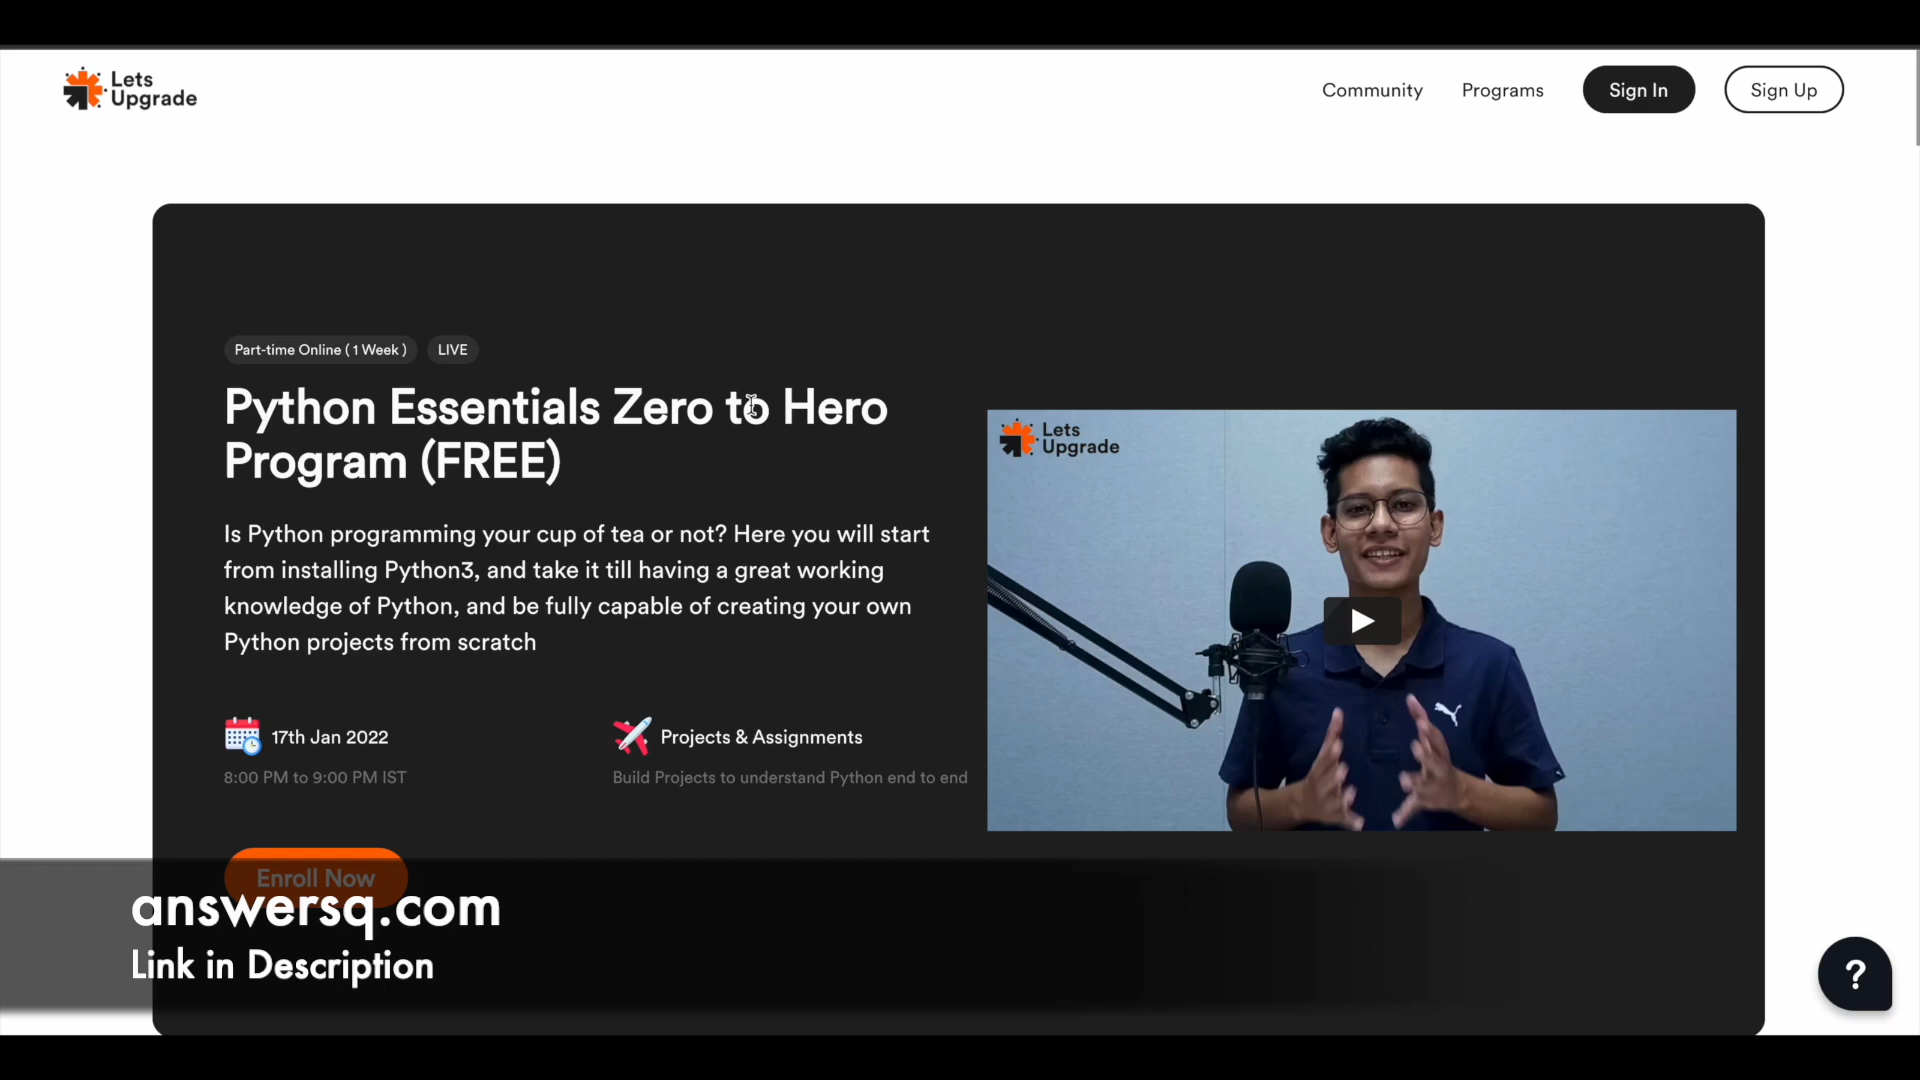 Lets
Upgrade
Community
Programs
Sign In
Sign Up
Part-time Online ( 1 Week )
LIVE
Python Essentials Zero to Hero
Program (FREE)
Is Python programming your cup of tea or not? Here you will start
from installing Python3, and take it till having a great working
knowledge of Python, and be fully capable of creating your own
Python projects from scratch
17th Jan 2022
8:00 PM to 9:00 PM IST
Projects & Assignments
Build Projects to understand Python end to end
Lets
Upgrade
Enroll Now
answersq.com
Link in Description
?